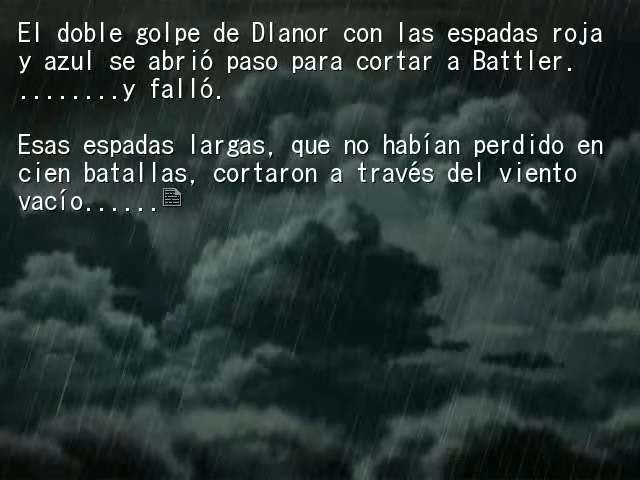 El doble golpe de Dlanor con las espadas roja
y azul se abrió paso para cortar a Battler.
........y falló.
Esas espadas largas, que no habían perdido en
cien batallas, cortaron a través del viento
vacío......